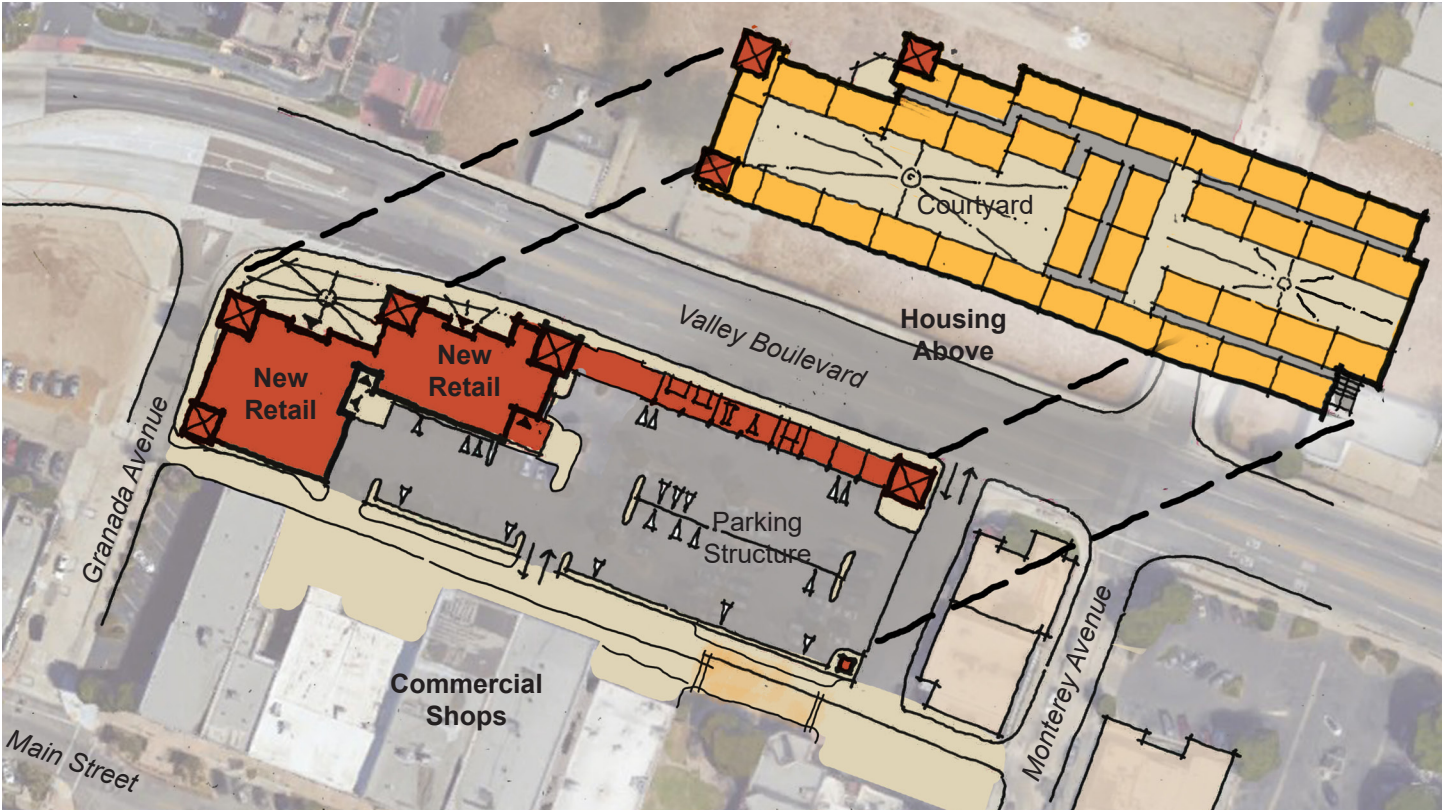 Courtyard
Housing
Above
Valley Boulevard
New
Retail
New
Retail
Granada Avenue
Parking
Structure
Commercial
Shops
Monterey Avenue
Main Street